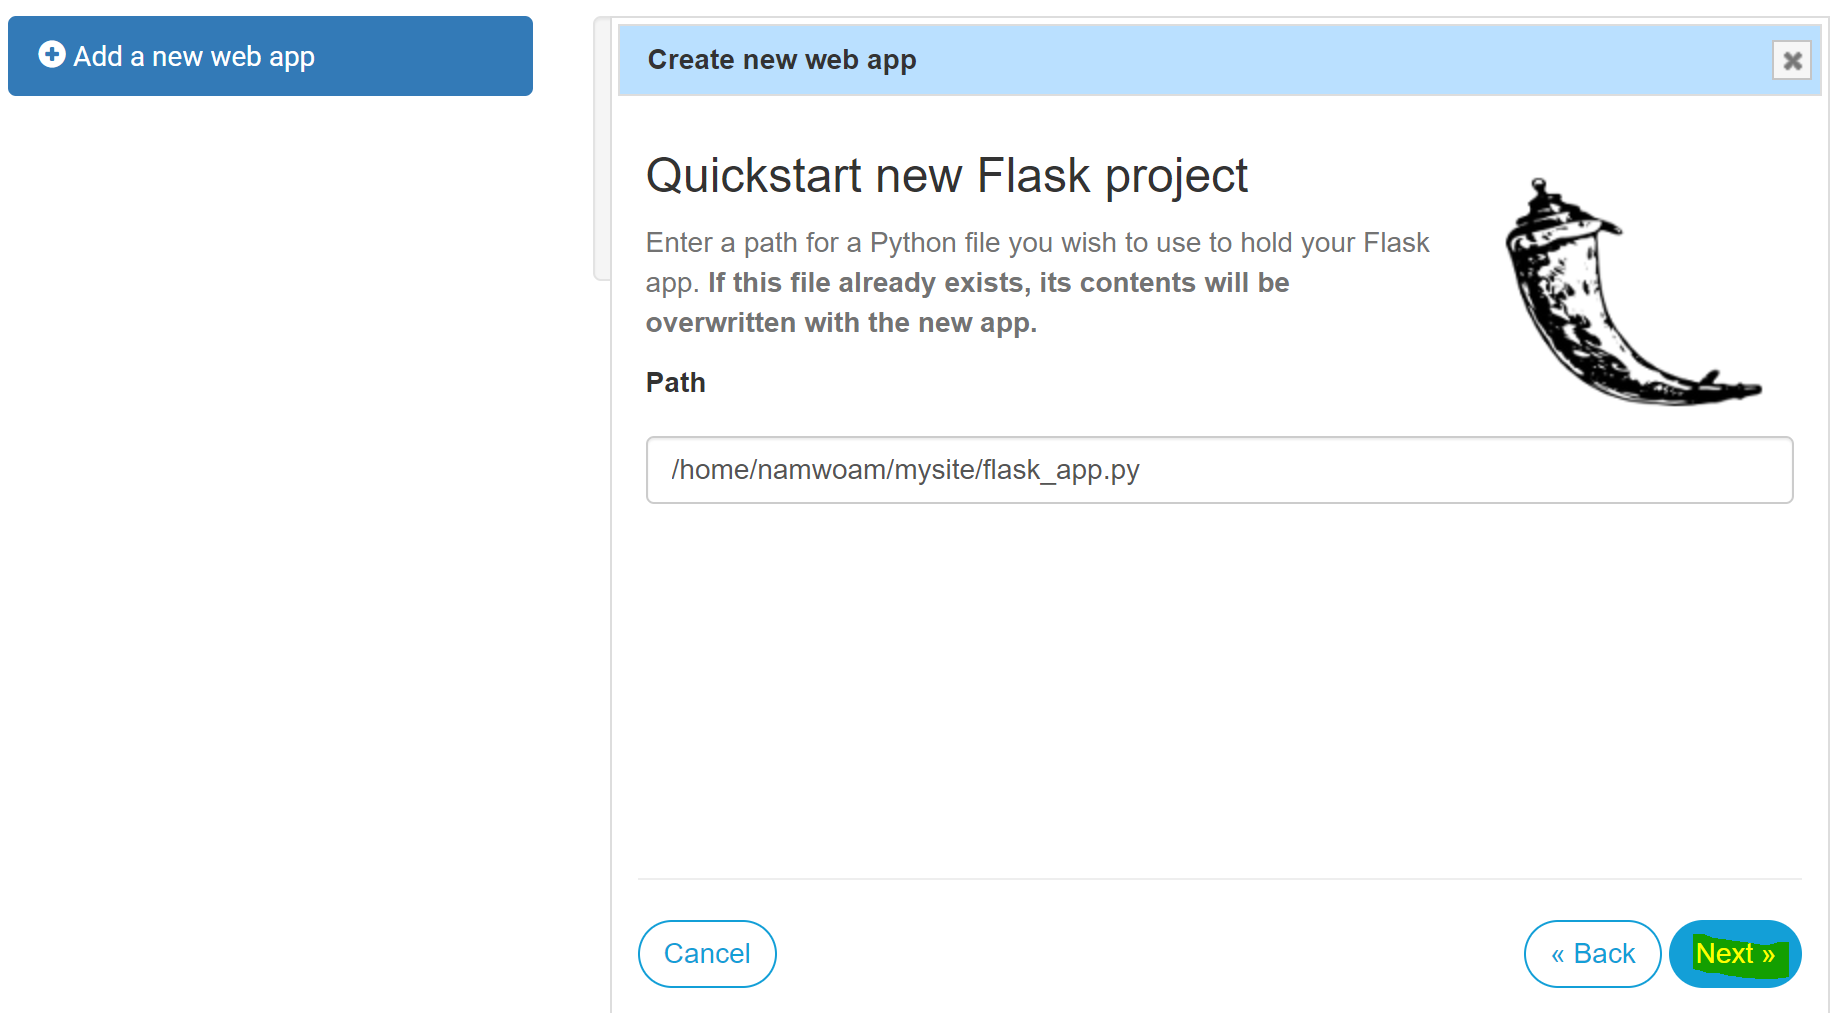 Add a new web app
Create new web app
Quickstart new Flask project
Enter a path for a Python file you wish to use to hold your Flask
app. If this file already exists, its contents will be
overwritten with the new app.
Path
/home/namwoam/mysite/flask_app.py
Cancel
« Back
Next »